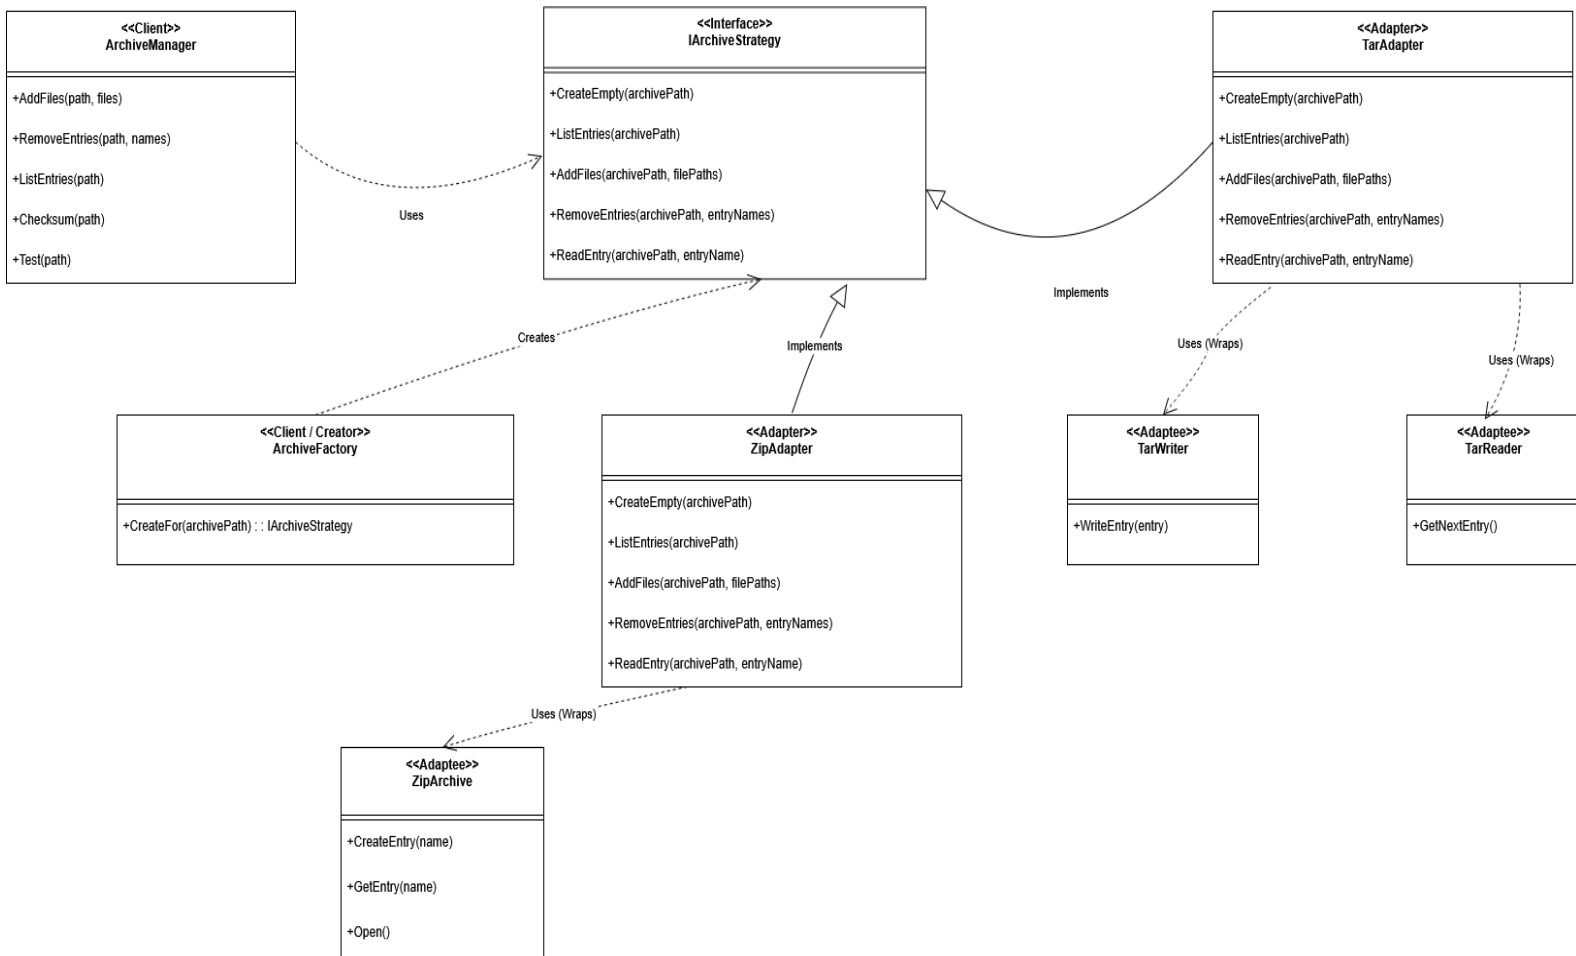 <<Client>>
ArchiveManager
+AddFiles(path, files)
+RemoveEntries(path, names)
+ListEntries(path)
+Checksum(path)
+Test(path)
Uses
<<Interface>>
IArchiveStrategy
+CreateEmpty(archivePath)
+ListEntries(archivePath)
+AddFiles(archivePath, filePaths)
+RemoveEntries(archivePath, entryNames)
+ReadEntry(archivePath, entryName)
<<Adapter>>
TarAdapter
+CreateEmpty(archivePath)
+ListEntries(archivePath)
+AddFiles(archivePath, filePaths)
+RemoveEntries(archivePath, entryNames)
+ReadEntry(archivePath, entryName)
Implements
Creates
Implements
Uses (Wraps)
Uses (Wraps)
<<Client / Creator>>
ArchiveFactory
+CreateFor(archivePath) : : IArchiveStrategy
<<Adapter>>
ZipAdapter
+CreateEmpty(archivePath)
+ListEntries(archivePath)
+AddFiles(archivePath, filePaths)
+RemoveEntries(archivePath, entryNames)
+ReadEntry(archivePath, entryName)
<<Adaptee>>
TarWriter
+WriteEntry(entry)
<<Adaptee>>
TarReader
+GetNextEntry()
Uses (Wraps)
<<Adaptee>>
ZipArchive
+CreateEntry(name)
+GetEntry(name)
+Open()